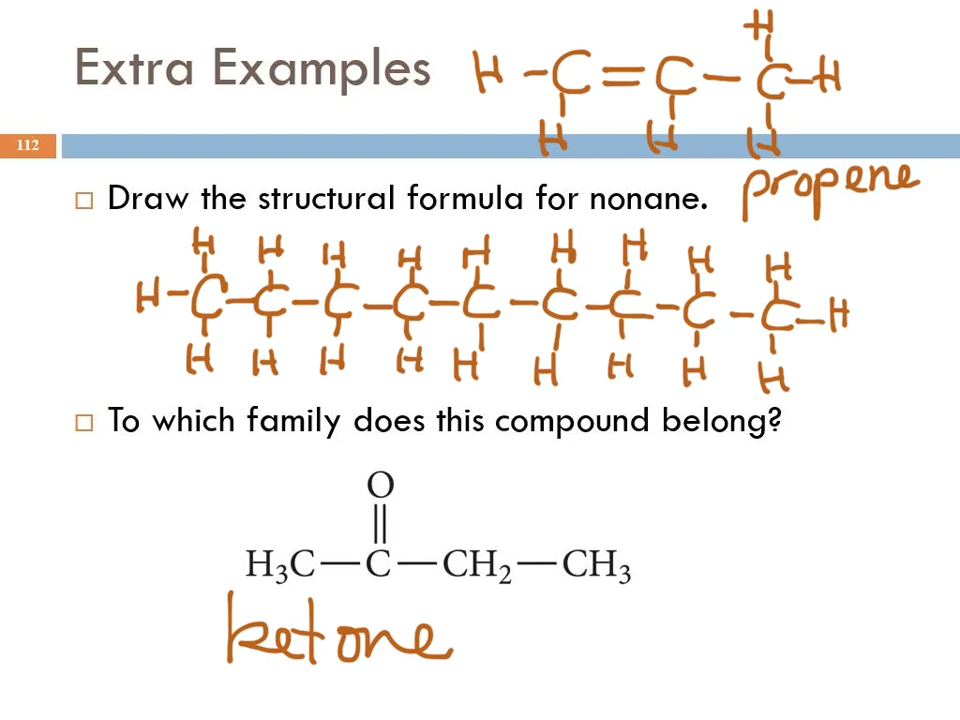 Extra Examples
H
H – C = C – C – H
H H H
propene
112
□ Draw the structural formula for nonane.
H H H H H H H H H
H – C – C – C – C – C – C – C – C – C – H
H H H H H H H H H
□ To which family does this compound belong?
O
||
H₃C — C — CH₂ — CH₃
ketone